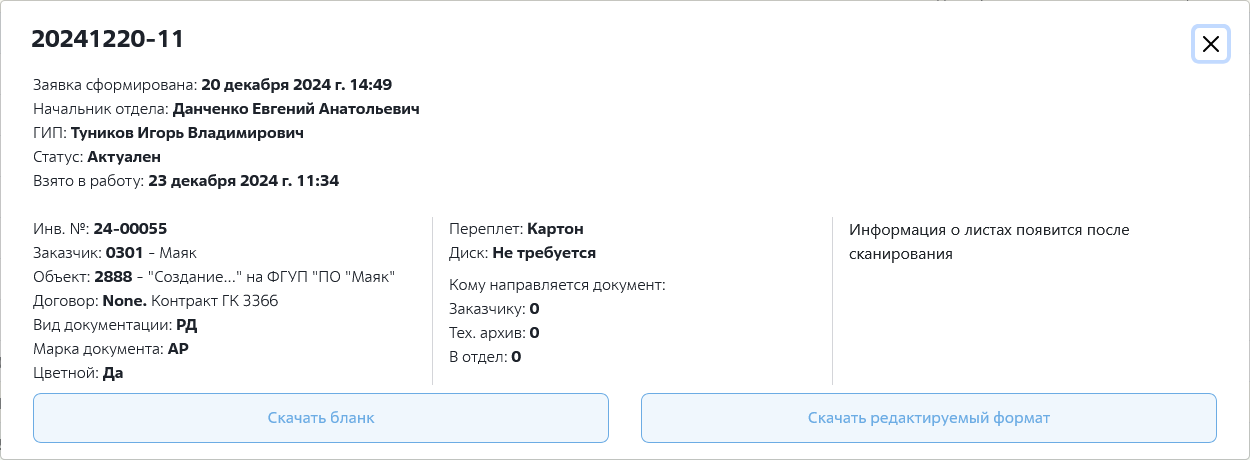 20241220-11
Заявка сформирована: 20 декабря 2024 г. 14:49
Начальник отдела: Данченко Евгений Анатольевич
ГИП: Туников Игорь Владимирович
Статус: Актуален
Взято в работу: 23 декабря 2024 г. 11:34
Инв. №: 24-00055
Заказчик: 0301 - Маяк
Объект: 2888 - "Создание..." на ФГУП "ПО "Маяк"
Договор: None. Контракт ГК 3366
Вид документации: РД
Марка документа: АР
Цветной: Да
Переплет: Картон
Диск: Не требуется
Кому направляется документ:
Заказчику: 0
Тех. архив: 0
В отдел: 0
Информация о листах появится после
сканирования
Скачать бланк
Скачать редактируемый формат